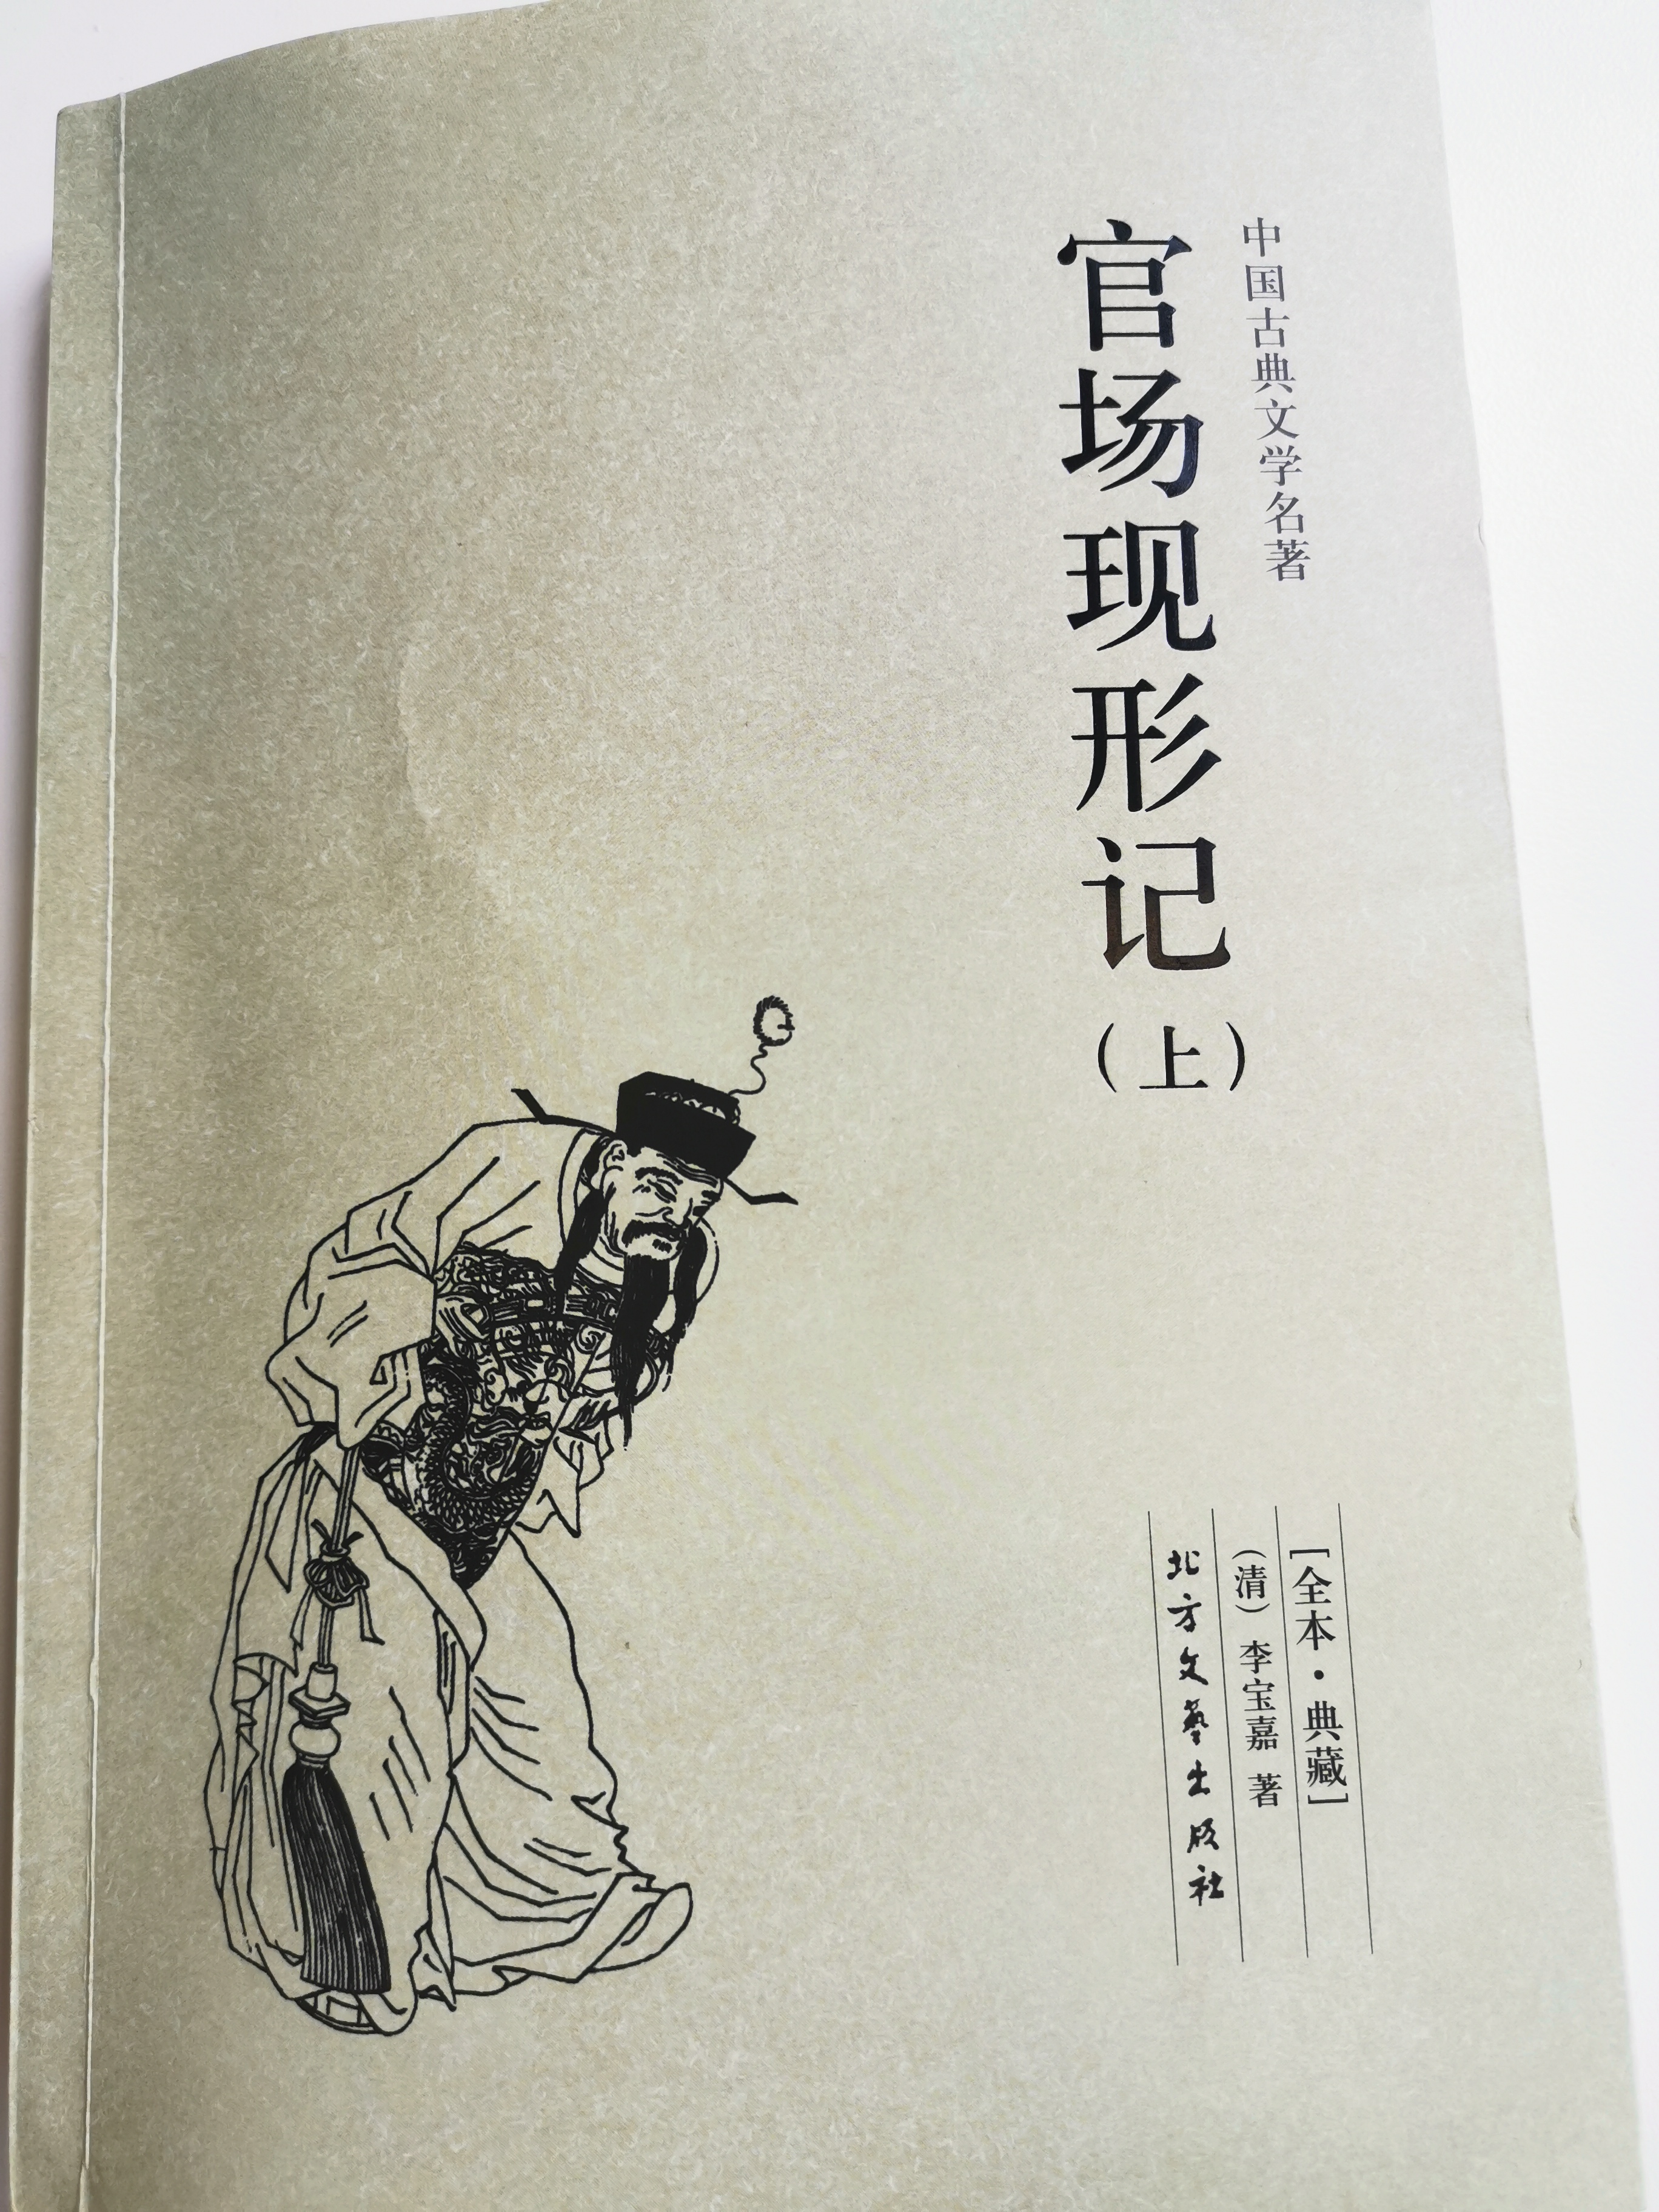 中国古典文学名著
官场现形记
（上）
［全本·典藏］
（清）李宝嘉 著
北方文藝出版社